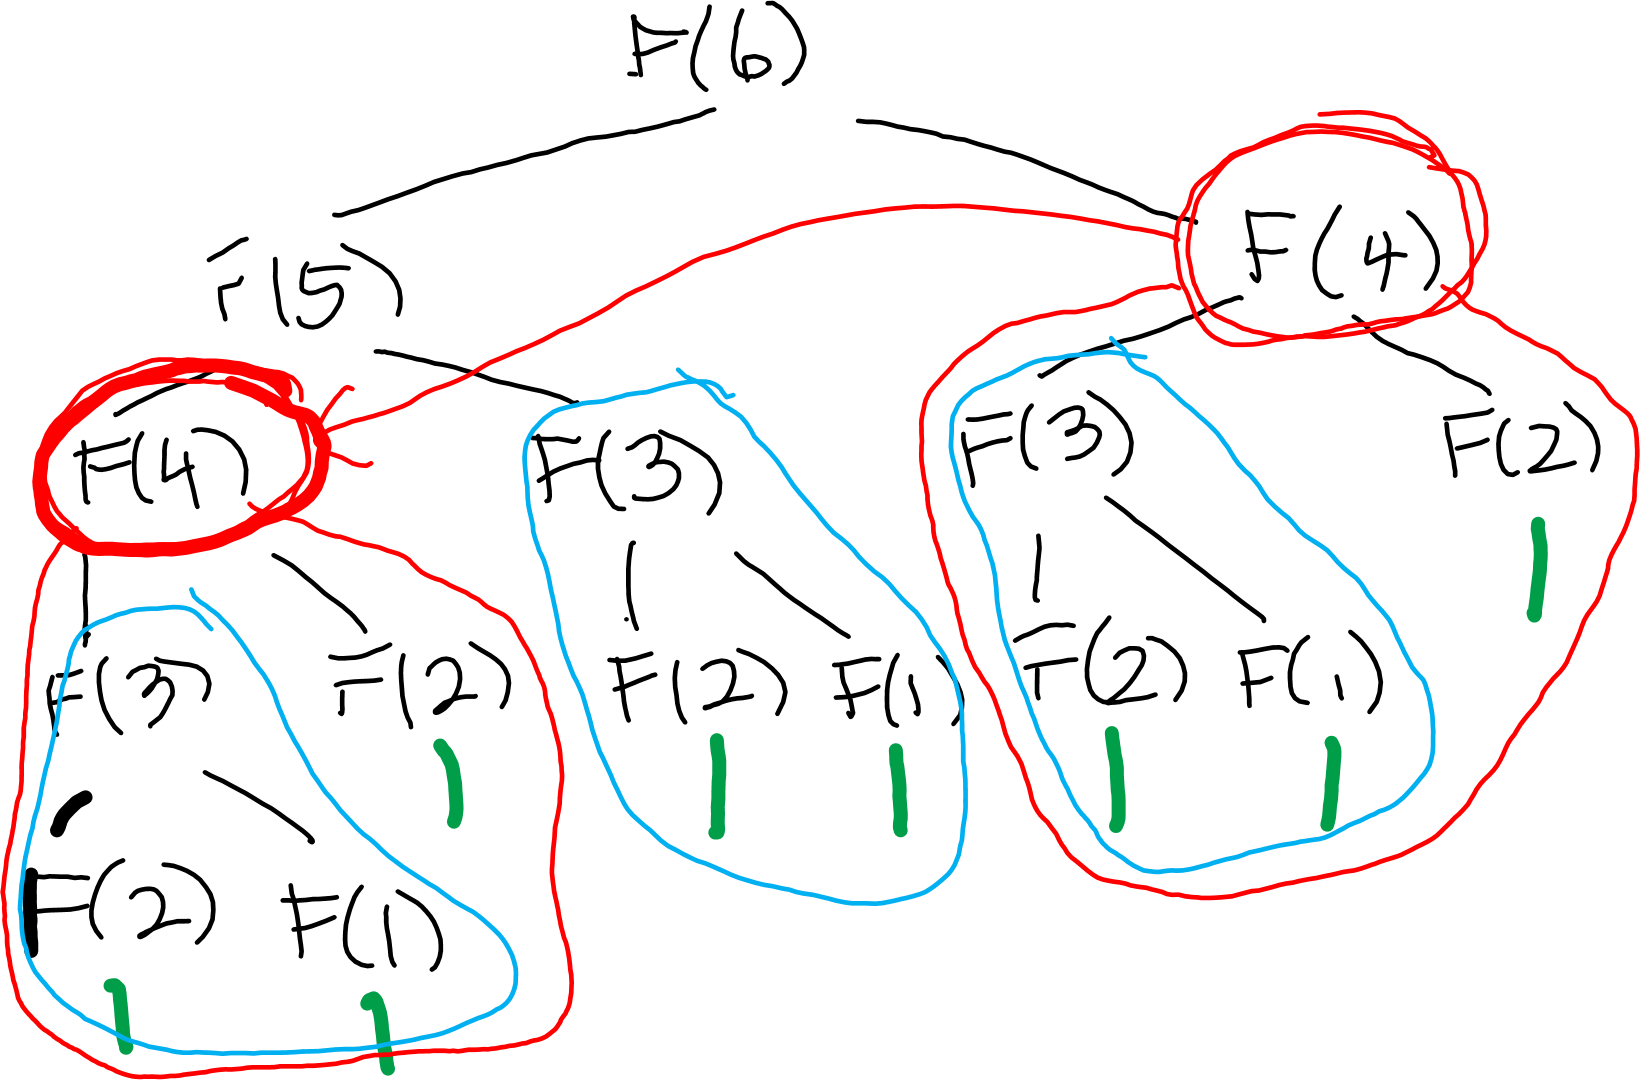 F(6)
F(5) F(4)
F(4) F(3) F(3) F(2)
F(3) F(2) F(2) F(1) F(2) F(1)
F(2) F(1)